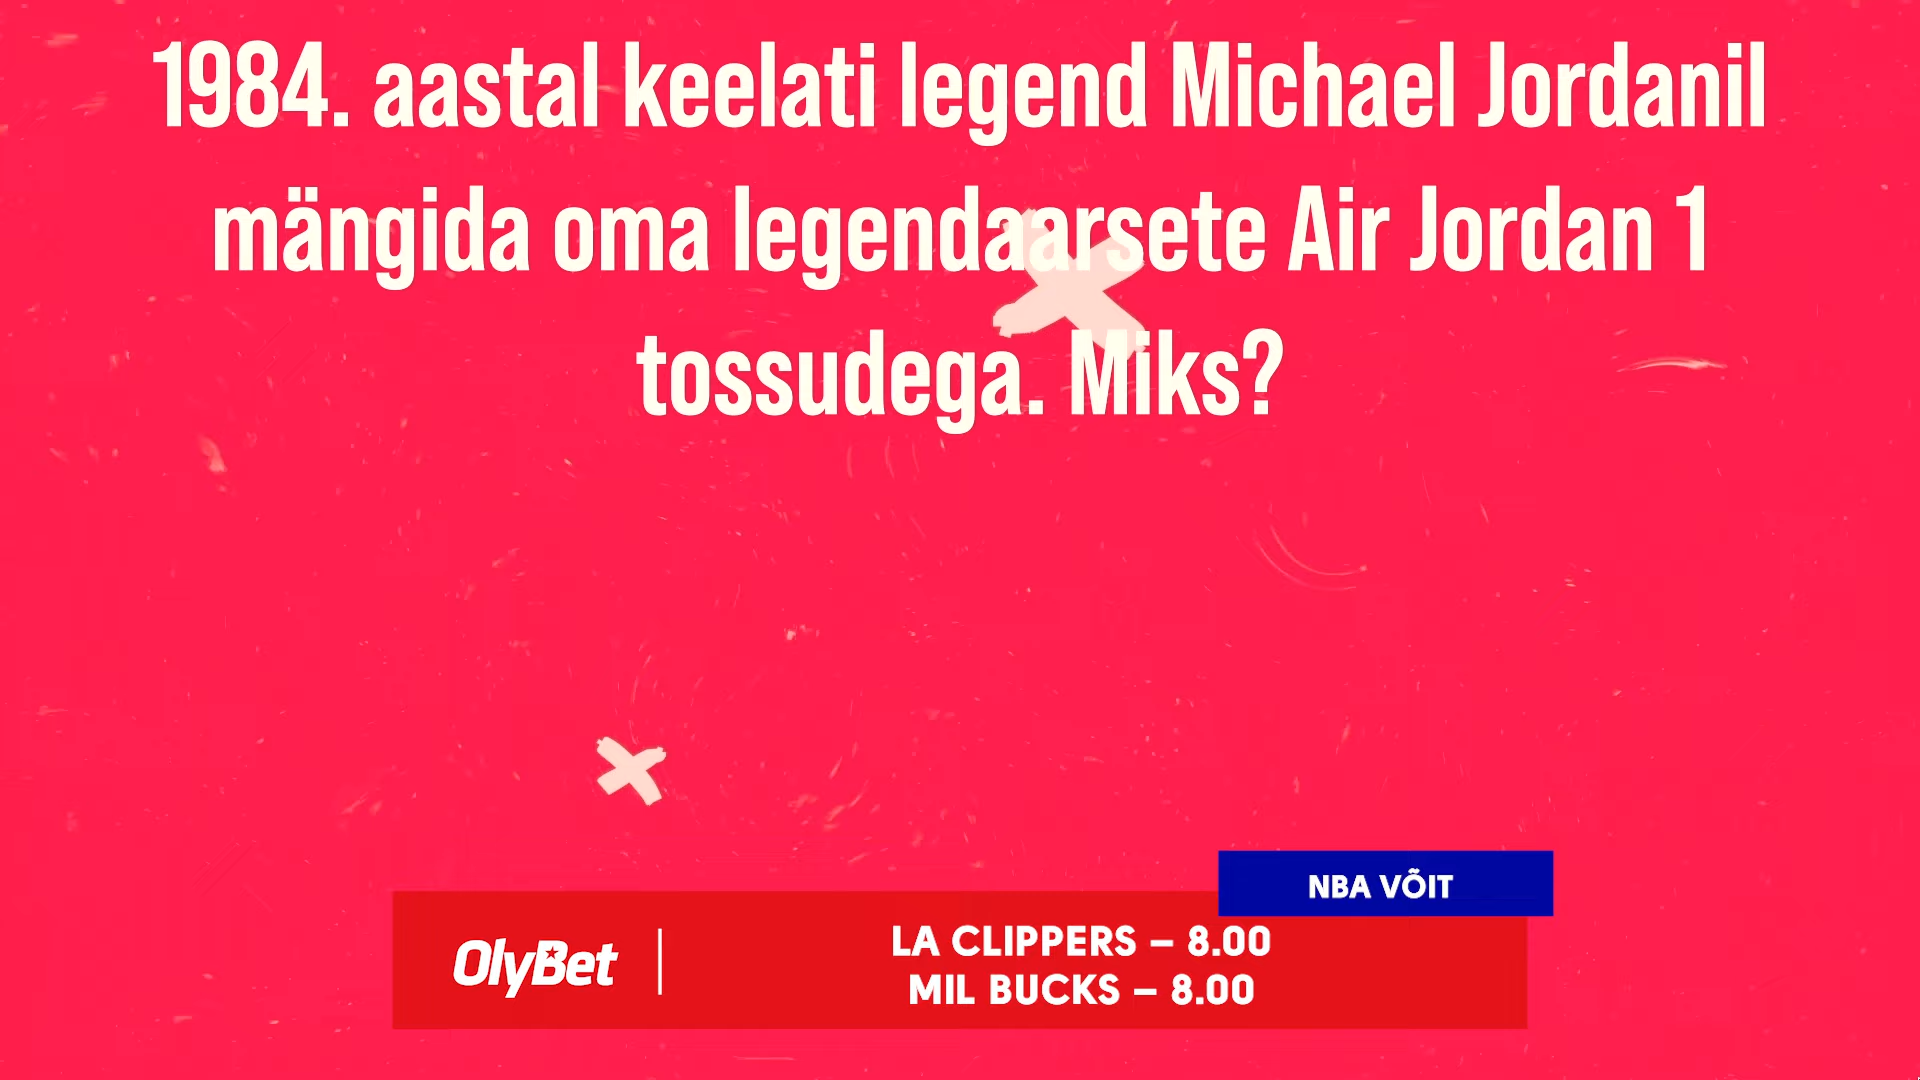 1984. aastal keelati legend Michael Jordanil
mängida oma legendaarsete Air Jordan 1
tossudega. Miks?
NBA VÕIT
OlyBet
LA CLIPPERS – 8.00
MIL BUCKS – 8.00